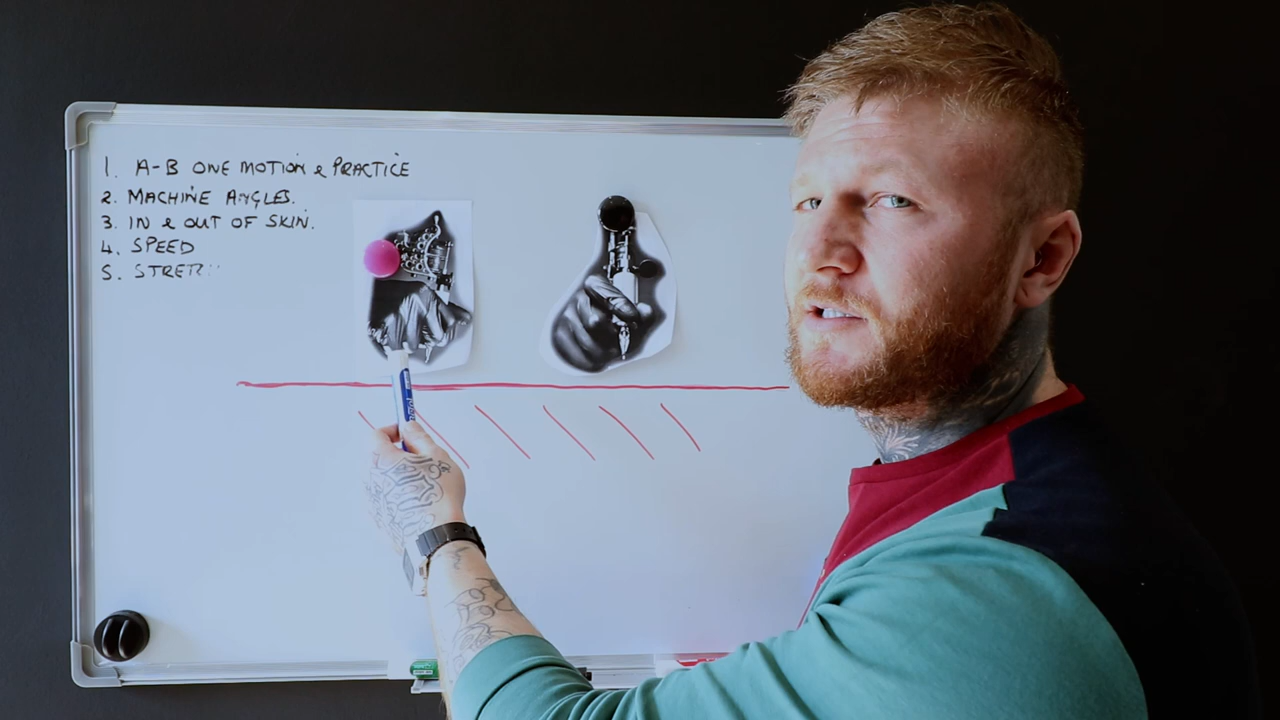 1. A-B ONE MOTION & PRACTICE
2. MACHINE ANGLES.
3. IN & OUT OF SKIN.
4. SPEED
5.